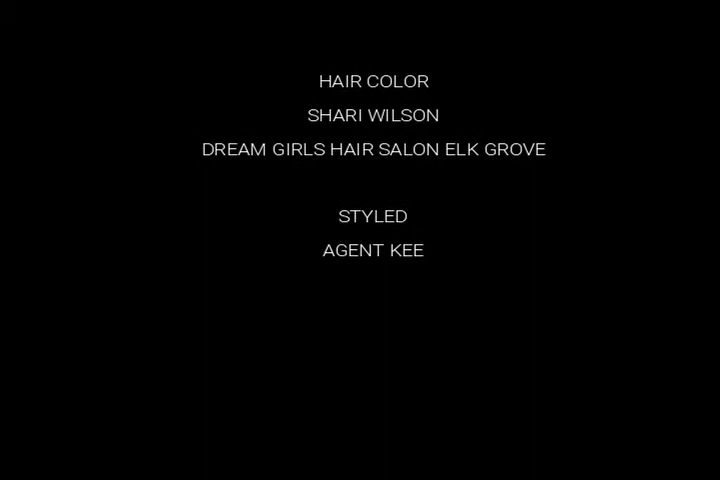 HAIR COLOR
SHARI WILSON
DREAM GIRLS HAIR SALON ELK GROVE
STYLED
AGENT KEE